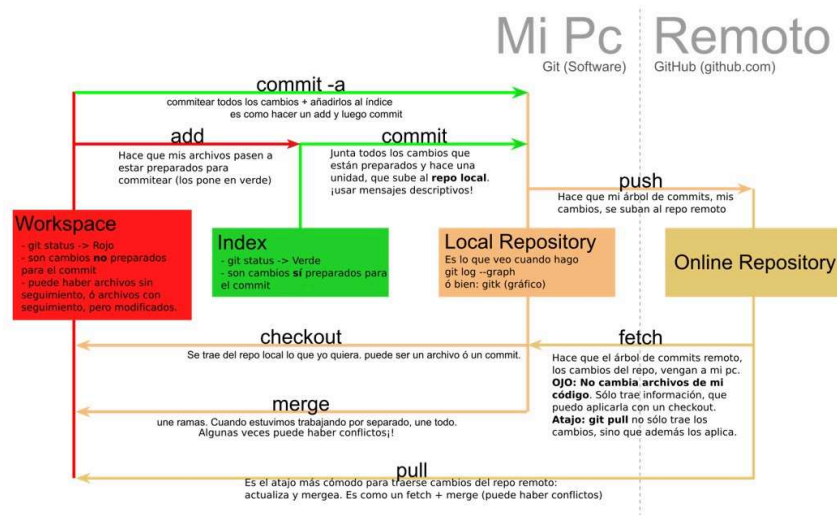 Mi Pc
Git (Software)
Remoto
GitHub (github.com)
commit -a
commitear todos los cambios + añadirlos al índice
es como hacer un add y luego commit
add
Hace que mis archivos pasen a
estar preparados para
commitear (los pone en verde)
commit
Junta todos los cambios que
están preparados y hace una
unidad, que sube al repo local.
¡usar mensajes descriptivos!
push
Hace que mi árbol de commits, mis
cambios, se suban al repo remoto
Workspace
- git status -> Rojo
- son cambios no preparados
para el commit
- puede haber archivos sin
seguimiento, ó archivos con
seguimiento, pero modificados.
Index
- git status -> Verde
- son cambios sí preparados para
el commit
Local Repository
Es lo que veo cuando hago
git log --graph
ó bien: gitk (gráfico)
Online Repository
checkout
Se trae del repo local lo que yo quiera. puede ser un archivo ó un commit.
fetch
Hace que el árbol de commits remoto,
los cambios del repo, vengan a mi pc.
OJO: No cambia archivos de mi
código. Sólo trae información, que
puedo aplicarla con un checkout.
Atajo: git pull no sólo trae los
cambios, sino que además los aplica.
merge
une ramas. Cuando estuvimos trabajando por separado, une todo.
Algunas veces puede haber conflictos¡!
pull
Es el atajo más cómodo para traerse cambios del repo remoto:
actualiza y mergea. Es como un fetch + merge (puede haber conflictos)